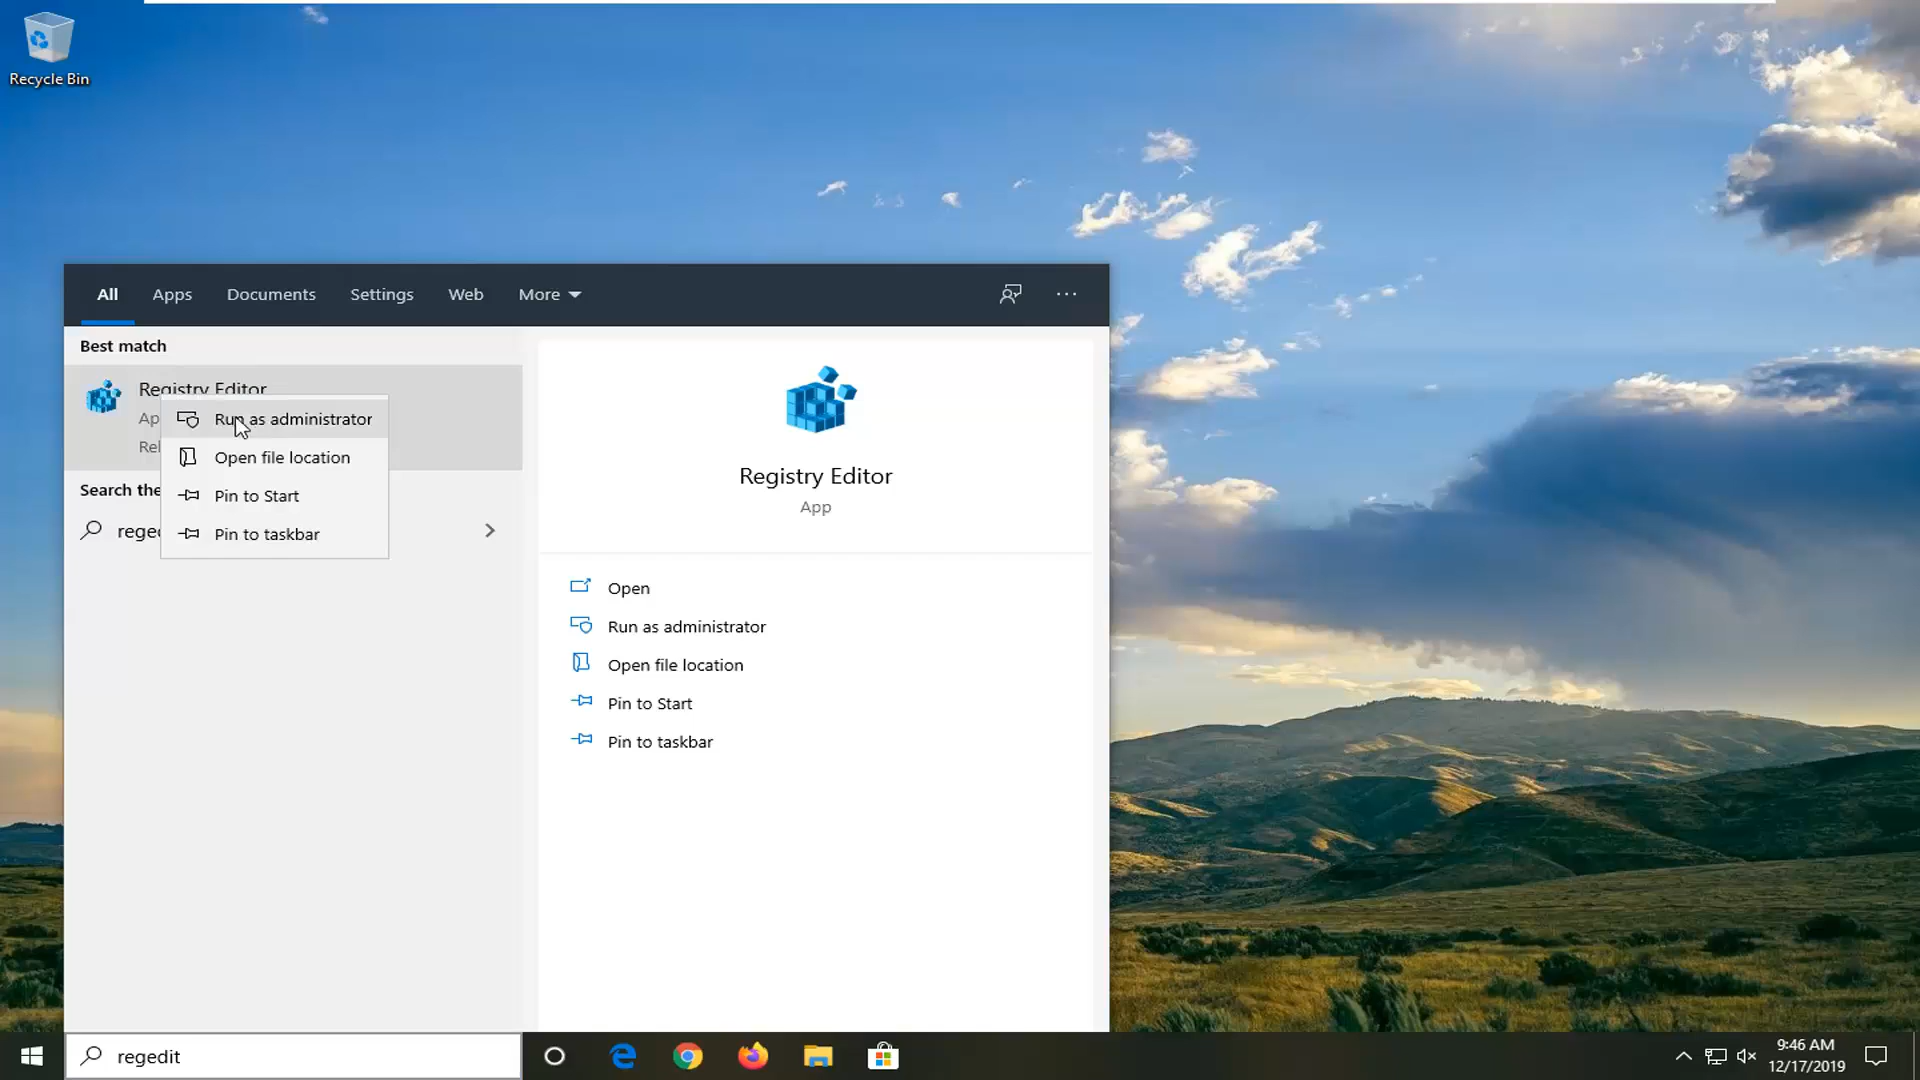 Recycle Bin
All Apps Documents Settings Web More
Best match
Registry Editor
Run as administrator
Open file location
Search
Pin to Start
Pin to taskbar
Registry Editor
App
Open
Run as administrator
Open file location
Pin to Start
Pin to taskbar
regedit
9:46 AM
12/17/2019